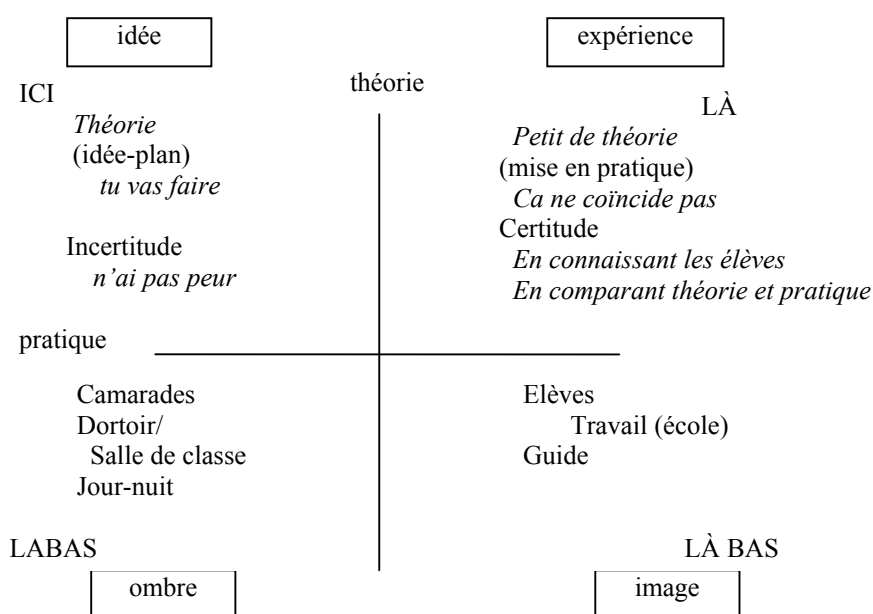 idée
expérience
théorie
ICI
LÀ
Théorie
(idée-plan)
tu vas faire
Incertitude
n'ai pas peur
Petit de théorie
(mise en pratique)
Ca ne coïncide pas
Certitude
En connaissant les élèves
En comparant théorie et pratique
pratique
Camarades
Dortoir/
Salle de classe
Jour-nuit
Elèves
Travail (école)
Guide
LABAS
LÀ BAS
ombre
image